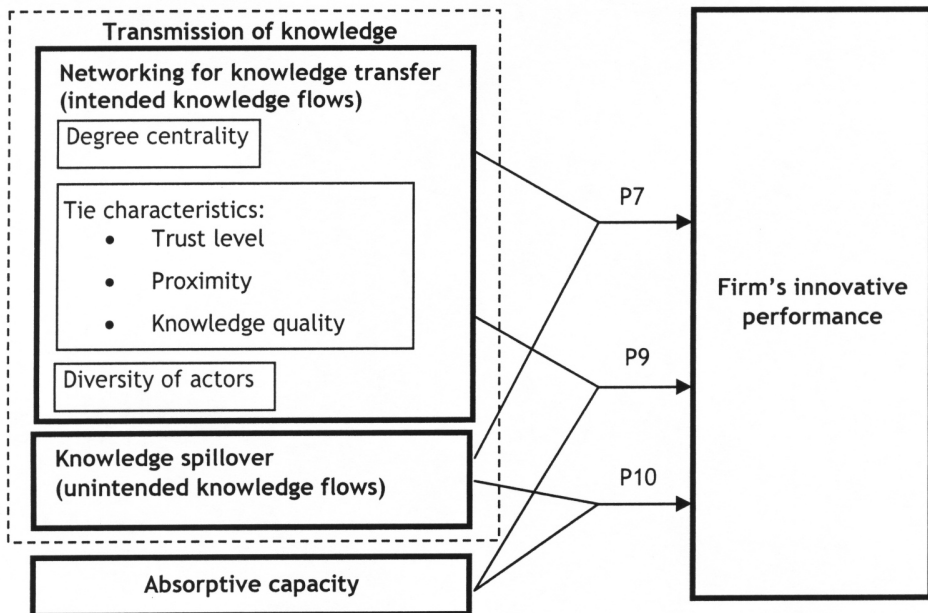 Transmission of knowledge
Networking for knowledge transfer
(intended knowledge flows)
Degree centrality
Tie characteristics:
• Trust level
• Proximity
• Knowledge quality
Diversity of actors
Knowledge spillover
(unintended knowledge flows)
Absorptive capacity
P7
P9
P10
Firm's innovative
performance